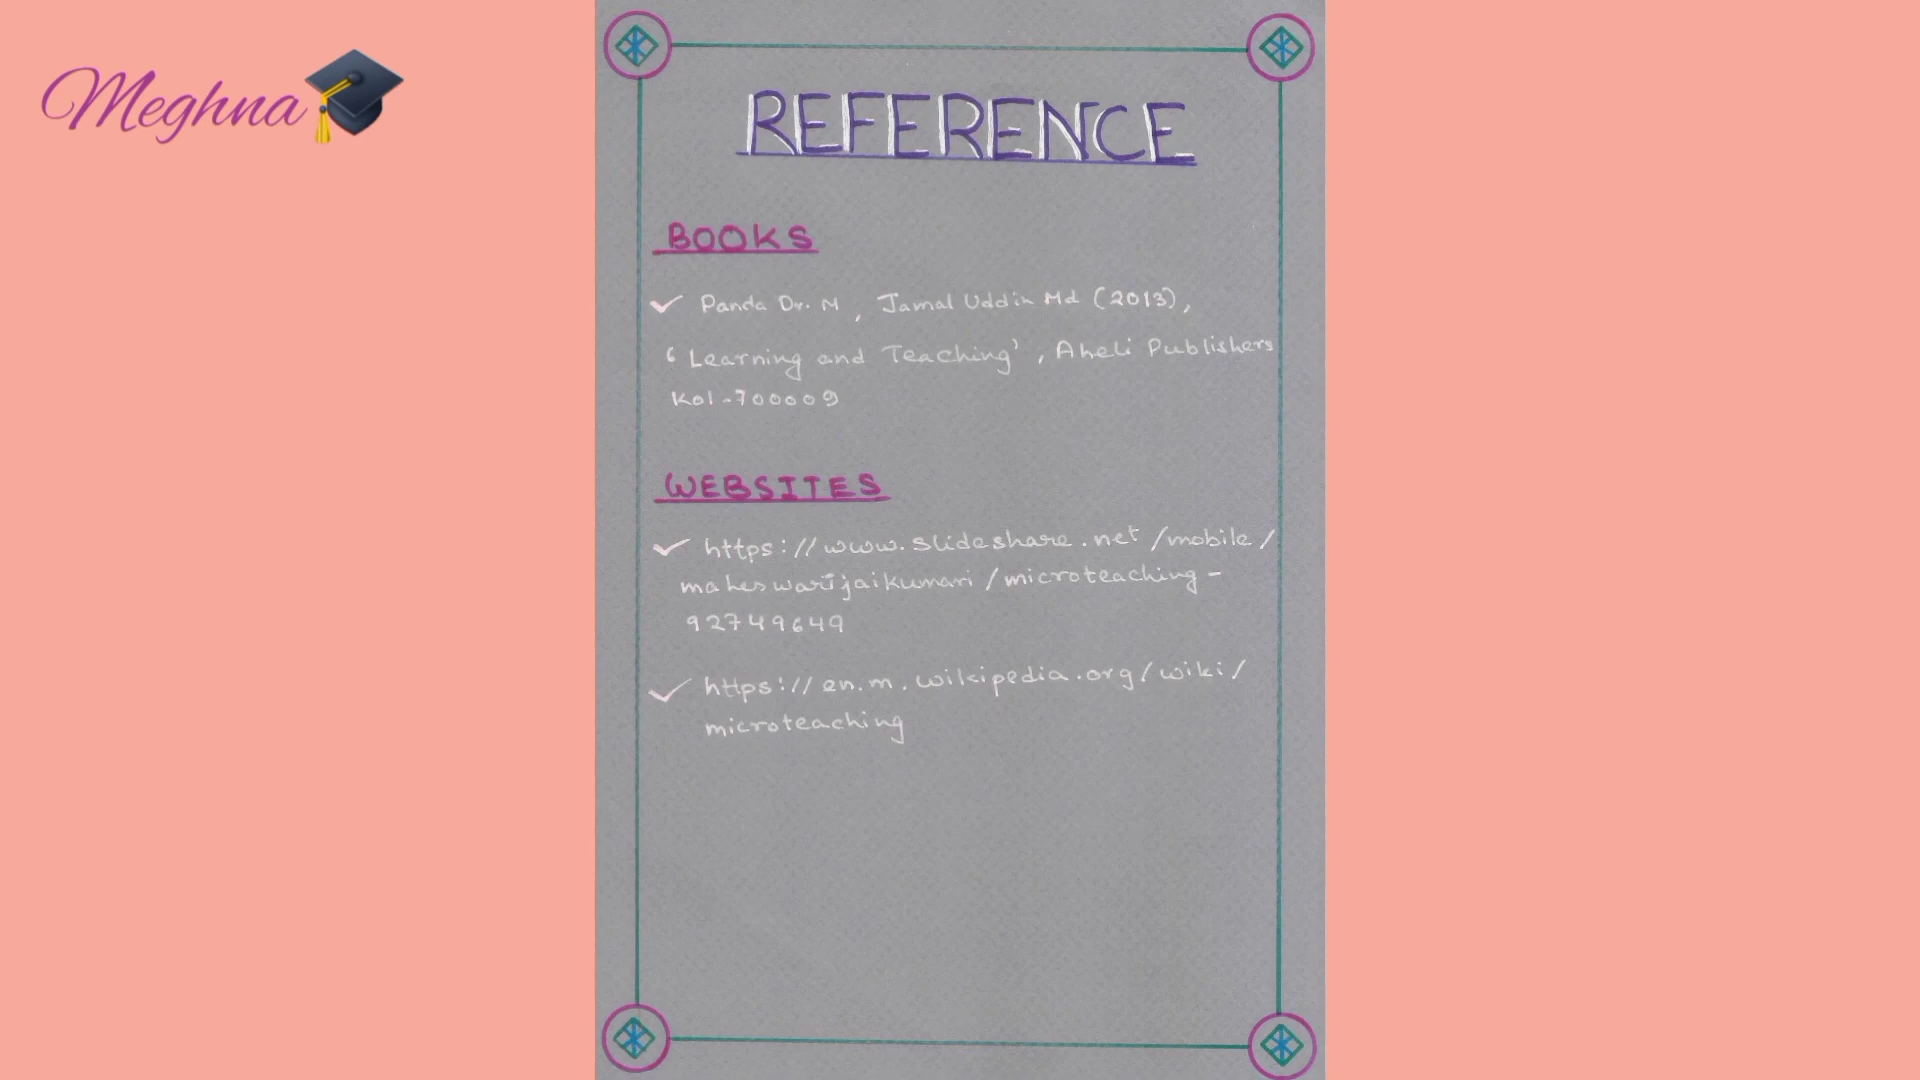 Meghna
REFERENCE
BOOKS
Panda Dr. M, Jamal Uddin Md (2013),
'Learning and Teaching', Aheli Publishers
Kol-700009
WEBSITES
https://www.slideshare.net/mobile/
maheswarijaikumari/microteaching-
92749649
https://en.m.wikipedia.org/wiki/
microteaching